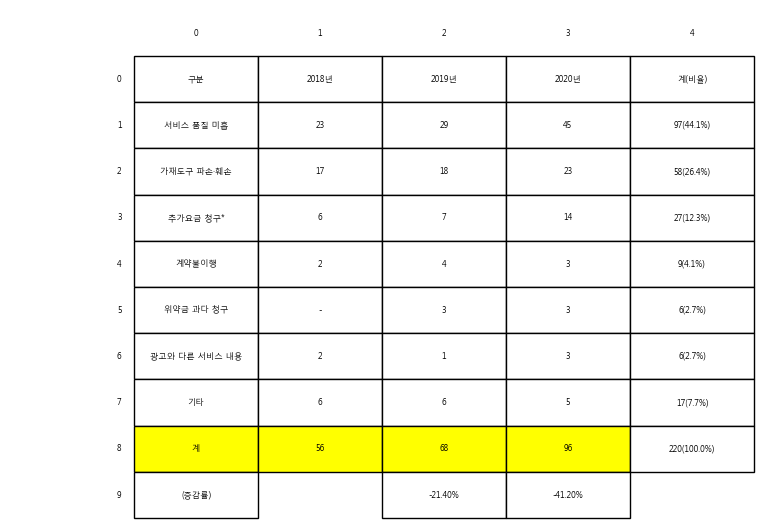 0 1 2 3 4
0 구분 2018년 2019년 2020년 계(비율)
1 서비스 품질 미흡 23 29 45 97(44.1%)
2 가재도구 파손·훼손 17 18 23 58(26.4%)
3 추가요금 청구* 6 7 14 27(12.3%)
4 계약불이행 2 4 3 9(4.1%)
5 위약금 과다 청구 - 3 3 6(2.7%)
6 광고와 다른 서비스 내용 2 1 3 6(2.7%)
7 기타 6 6 5 17(7.7%)
8 계 56 68 96 220(100.0%)
9 (증감률) -21.40% -41.20%